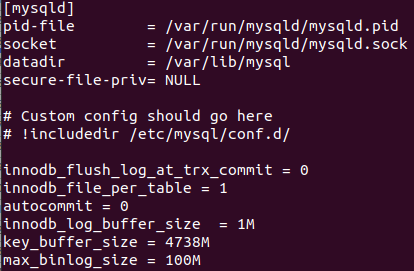 [mysqld]
pid-file        = /var/run/mysqld/mysqld.pid
socket          = /var/run/mysqld/mysqld.sock
datadir         = /var/lib/mysql
secure-file-priv= NULL

# Custom config should go here
# !includedir /etc/mysql/conf.d/

innodb_flush_log_at_trx_commit = 0
innodb_file_per_table = 1
autocommit = 0
innodb_log_buffer_size  = 1M
key_buffer_size = 4738M
max_binlog_size = 100M